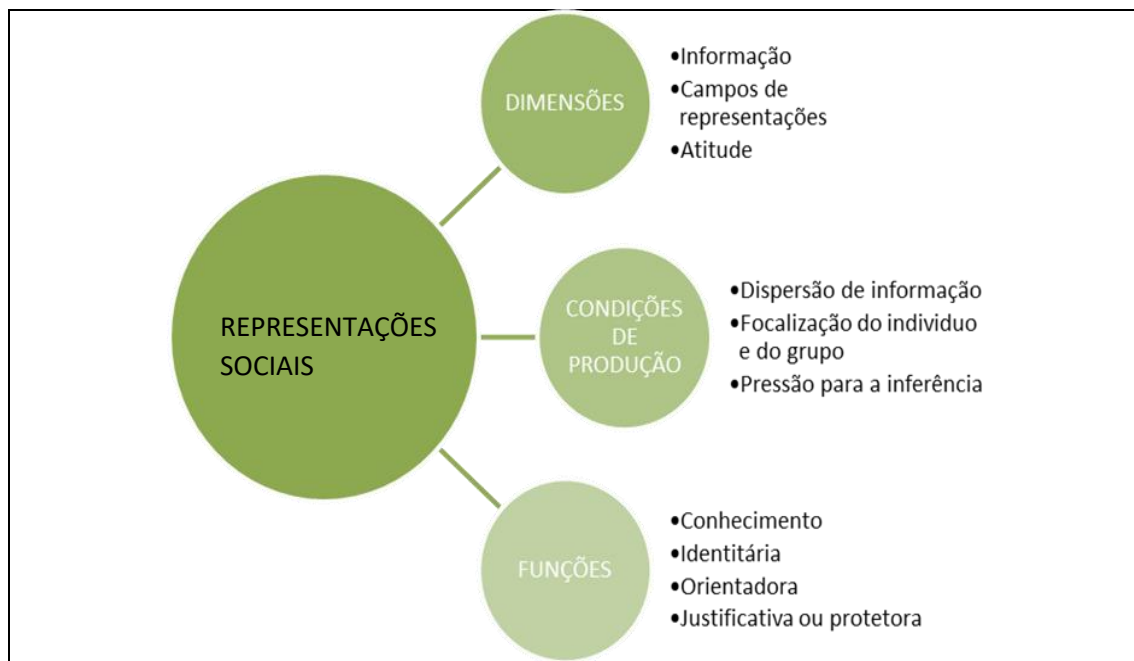 DIMENSÕES
•Informação
•Campos de
representações
•Atitude
REPRESENTAÇÕES
SOCIAIS
CONDIÇÕES
DE
PRODUÇÃO
•Dispersão de informação
•Focalização do individuo
e do grupo
•Pressão para a inferência
FUNÇÕES
•Conhecimento
•Identitária
•Orientadora
•Justificativa ou protetora